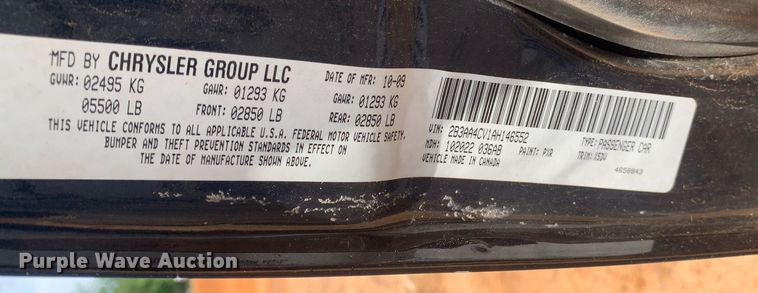 MFD BY CHRYSLER GROUP LLC DATE OF MFR: 10-09
GVWR: 02495 KG GAWR: 01293 KG GAWR: 01293 KG
05500 LB FRONT: 02850 LB REAR: 02850 LB
THIS VEHICLE CONFORMS TO ALL APPLICABLE U.S.A. FEDERAL MOTOR VEHICLE SAFETY,
BUMPER AND THEFT PREVENTION STANDARDS IN EFFECT ON
THE DATE OF MANUFACTURE SHOWN ABOVE.
VIN: 2B3AA4CV1AH146552 TYPE: PASSENGER CAR
MDH: 102022 036AB PAINT: PXR TRIM: X5DV
VEHICLE MADE IN CANADA
4658843
Purple Wave Auction